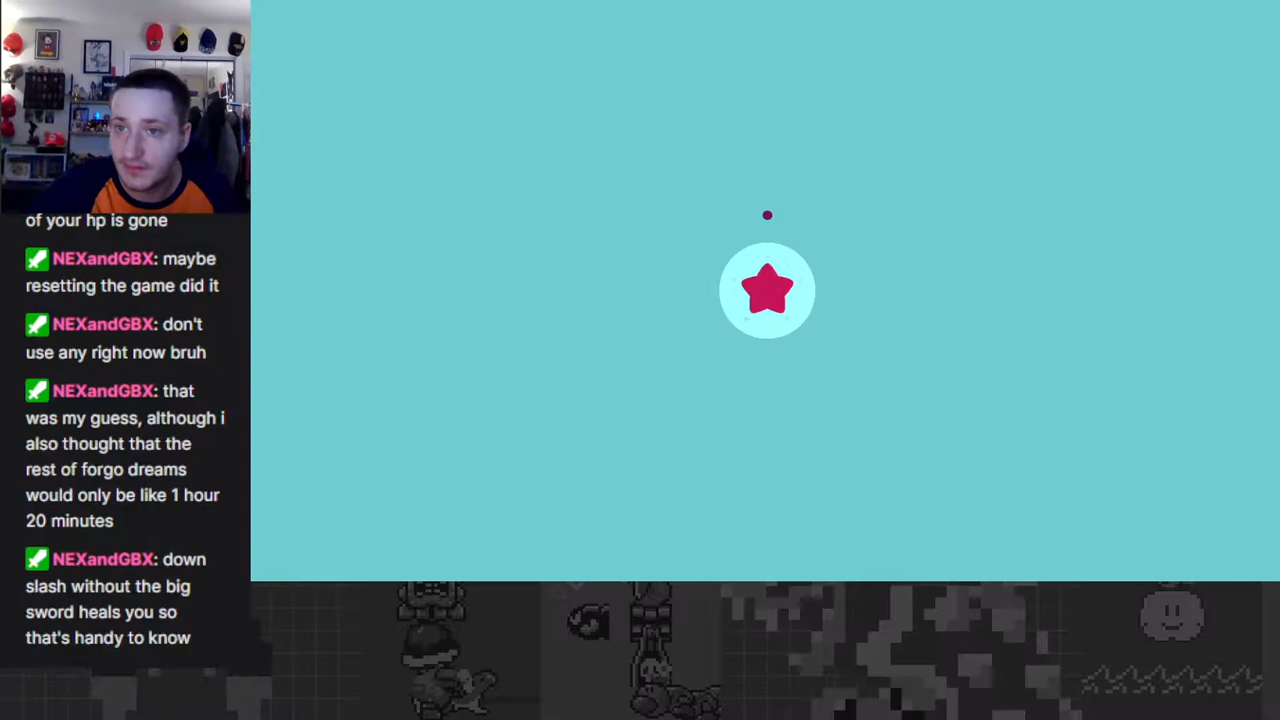 of your hp is gone
NEXandGBX: maybe
resetting the game did it
NEXandGBX: don't
use any right now bruh
NEXandGBX: that
was my guess, although i
also thought that the
rest of forgo dreams
would only be like 1 hour
20 minutes
NEXandGBX: down
slash without the big
sword heals you so
that's handy to know